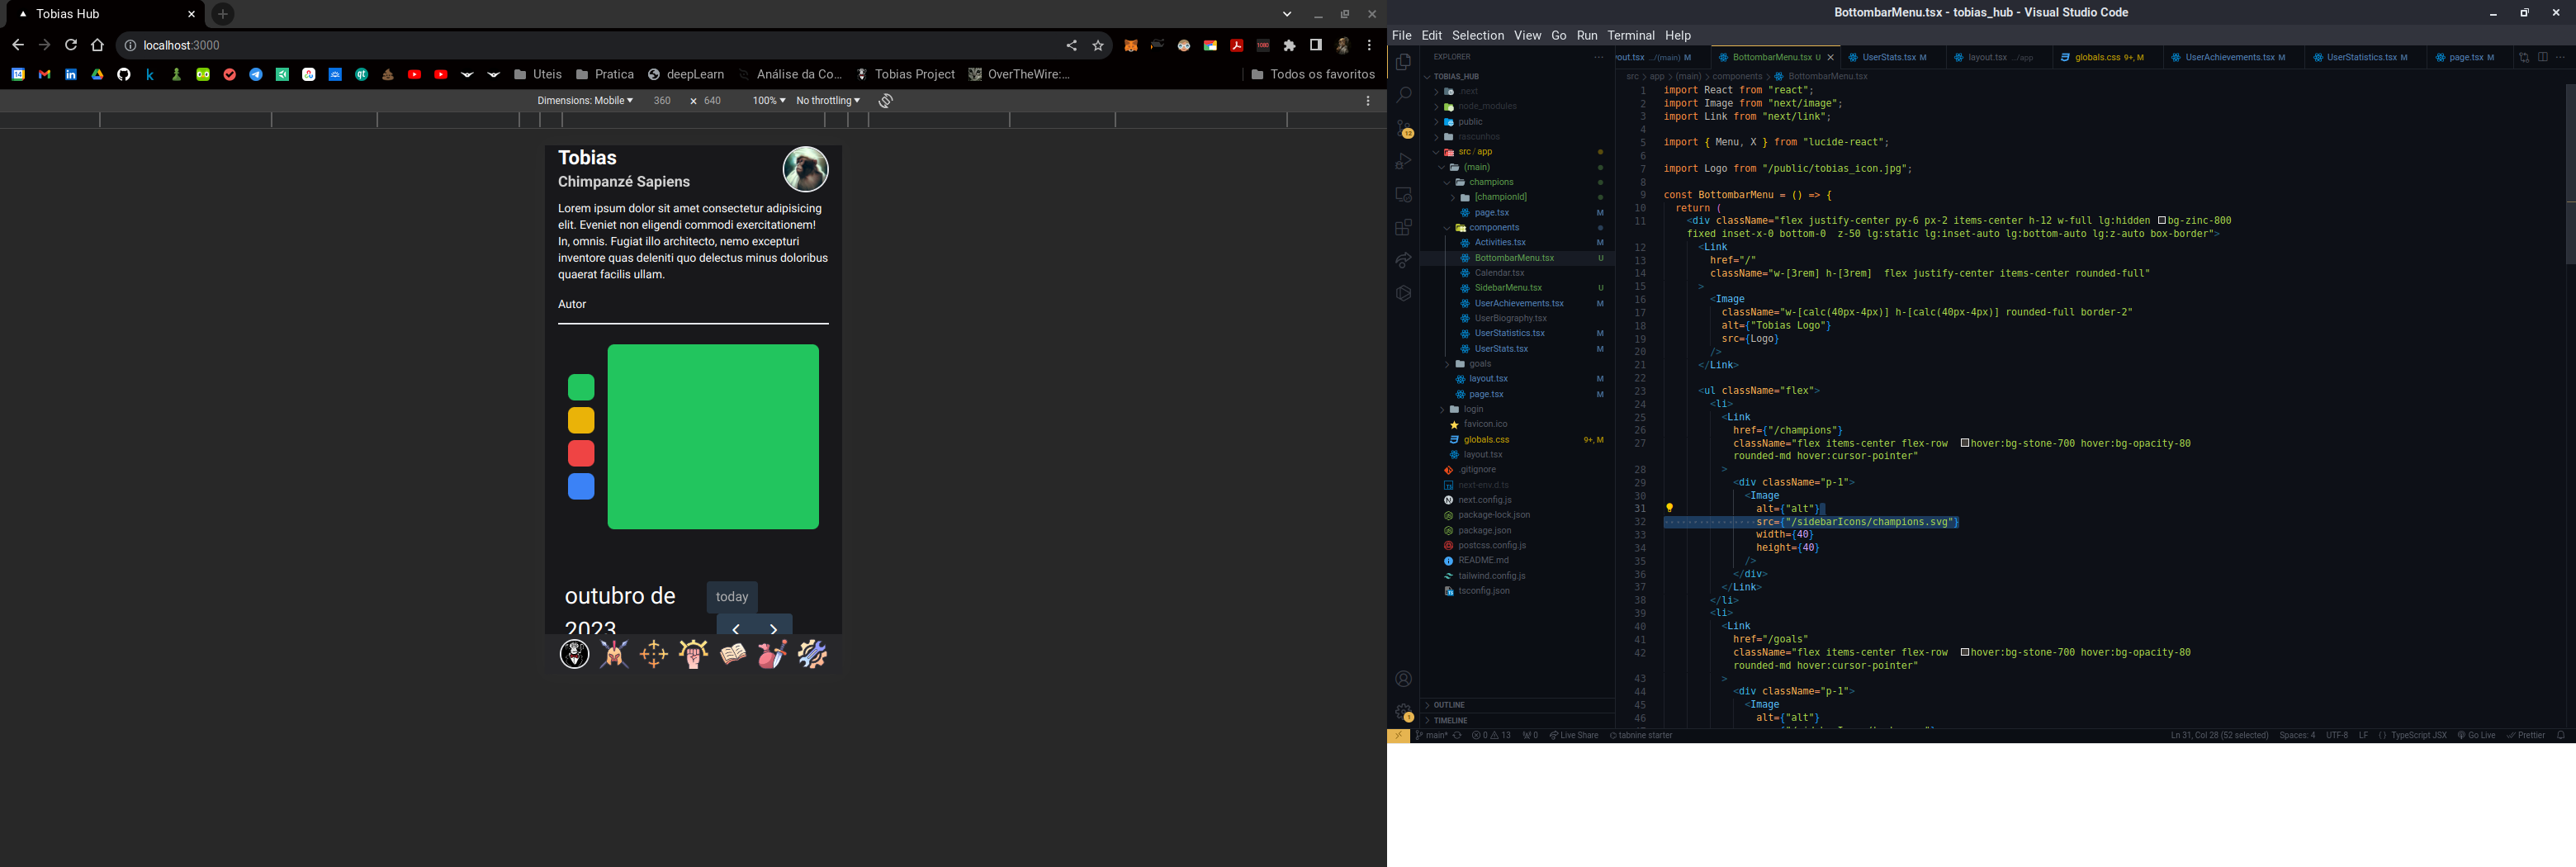 Tobias Hub
localhost:3000
Uteis
Pratica
deepLearn
Análise da Co...
Tobias Project
OverTheWire:...
Todos os favoritos
Dimensions: Mobile ▾ 360 × 640 100% ▾ No throttling ▾
Tobias
Chimpanzé Sapiens
Lorem ipsum dolor sit amet consectetur adipisicing
elit. Eveniet non eligendi commodi exercitationem!
In, omnis. Fugiat illo architecto, nemo excepturi
inventore quas deleniti quo delectus minus doloribus
quaerat facilis ullam.
Autor
outubro de
2023
today
BottombarMenu.tsx - tobias_hub - Visual Studio Code
File Edit Selection View Go Run Terminal Help
EXPLORER
TOBIAS_HUB
.next
node_modules
public
rascunhos
src / app
(main)
champions
[championId]
page.tsx M
components
Activities.tsx M
BottombarMenu.tsx U
Calendar.tsx
SidebarMenu.tsx U
UserAchievements.tsx M
UserBiography.tsx
UserStatistics.tsx M
UserStats.tsx M
goals
layout.tsx M
page.tsx M
login
favicon.ico
globals.css 9+, M
layout.tsx
.gitignore
next-env.d.ts
next.config.js
package-lock.json
package.json
postcss.config.js
README.md
tailwind.config.js
tsconfig.json
OUTLINE
TIMELINE
yout.tsx .../(main) M
BottombarMenu.tsx U
UserStats.tsx M
layout.tsx .../app
globals.css 9+, M
UserAchievements.tsx M
UserStatistics.tsx M
page.tsx M
src > app > (main) > components > BottombarMenu.tsx
1 import React from "react";
2 import Image from "next/image";
3 import Link from "next/link";
4
5 import { Menu, X } from "lucide-react";
6
7 import Logo from "/public/tobias_icon.jpg";
8
9 const BottombarMenu = () => {
10 return (
11 <div className="flex justify-center py-6 px-2 items-center h-12 w-full lg:hidden bg-zinc-800
fixed inset-x-0 bottom-0  z-50 lg:static lg:inset-auto lg:bottom-auto lg:z-auto box-border">
12 <Link
13 href="/"
14 className="w-[3rem] h-[3rem]  flex justify-center items-center rounded-full"
15 >
16 <Image
17 className="w-[calc(40px-4px)] h-[calc(40px-4px)] rounded-full border-2"
18 alt={"Tobias Logo"}
19 src={Logo}
20 />
21 </Link>
22
23 <ul className="flex">
24 <li>
25 <Link
26 href={"/champions"}
27 className="flex items-center flex-row  hover:bg-stone-700 hover:bg-opacity-80
rounded-md hover:cursor-pointer"
28 >
29 <div className="p-1">
30 <Image
31 alt={"alt"}
32 src={"/sidebarIcons/champions.svg"}
33 width={40}
34 height={40}
35 />
36 </div>
37 </Link>
38 </li>
39 <li>
40 <Link
41 href="/goals"
42 className="flex items-center flex-row  hover:bg-stone-700 hover:bg-opacity-80
rounded-md hover:cursor-pointer"
43 >
44 <div className="p-1">
45 <Image
46 alt={"alt"}
main* 0 13 0 Live Share tabnine starter
Ln 31, Col 28 (52 selected) Spaces: 4 UTF-8 LF {} TypeScript JSX Go Live Prettier